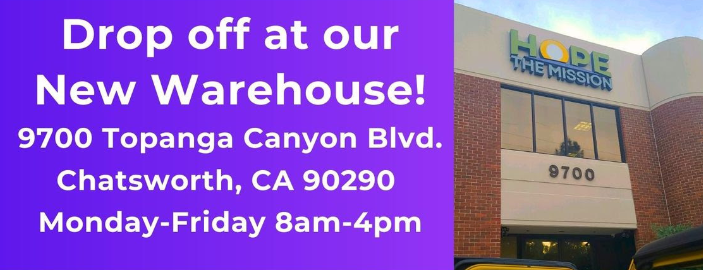 Drop off at our
New Warehouse!
9700 Topanga Canyon Blvd.
Chatsworth, CA 90290
Monday-Friday 8am-4pm
HOPE
THE MISSION
9700